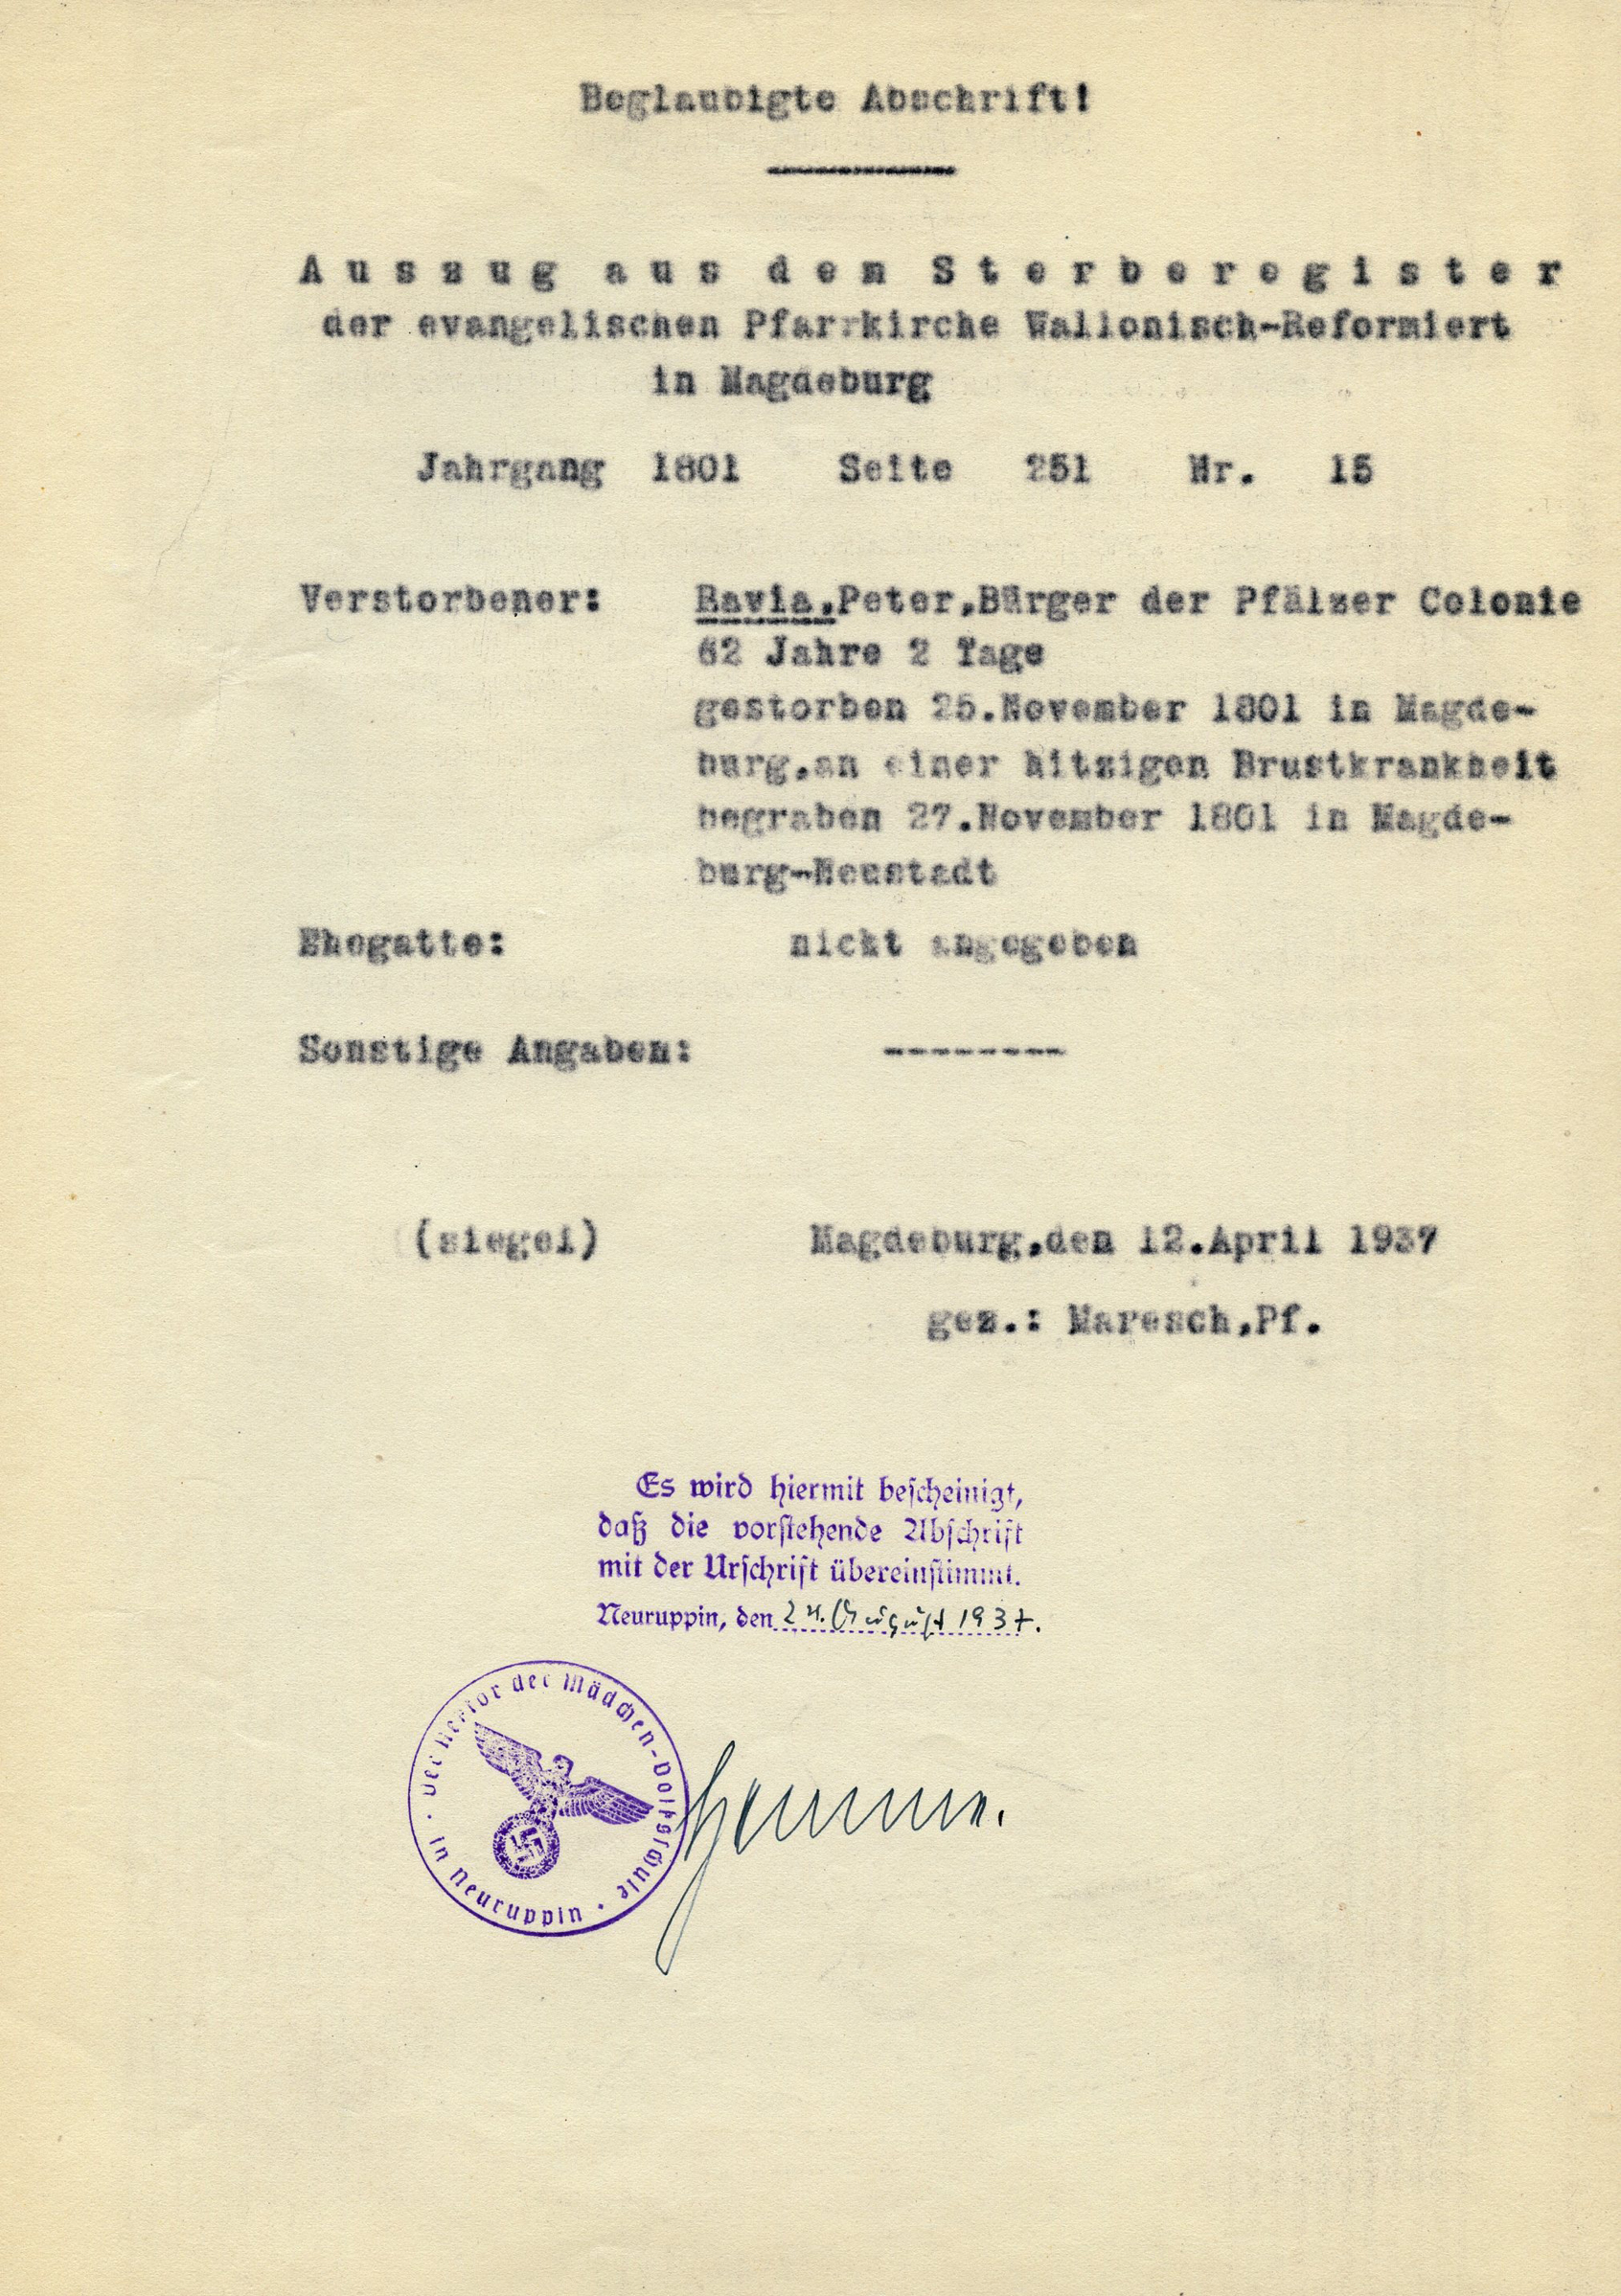 Beglaubigte Abschrift!
Auszug aus dem Sterberegister
der evangelischen Pfarrkirche Wallonisch-Reformiert
in Magdeburg
Jahrgang 1801 Seite 251 Nr. 15
Verstorbener: Ravia,Peter,Bürger der Pfälzer Colonie
62 Jahre 2 Tage
gestorben 25.November 1801 in Magde-
burg,an einer hitzigen Brustkrankheit
begraben 27.November 1801 in Magde-
burg-Neustadt
Ehegatte: nicht angegeben
Sonstige Angaben: --------
(siegel) Magdeburg,den 12.April 1937
gez.: Maresch,Pf.
Es wird hiermit bescheinigt,
daß die vorstehende Abschrift
mit der Urschrift übereinstimmt.
Neuruppin, den 24. August 1937.
Der Rektor der Mädchen-Volksschule
· in Neuruppin ·